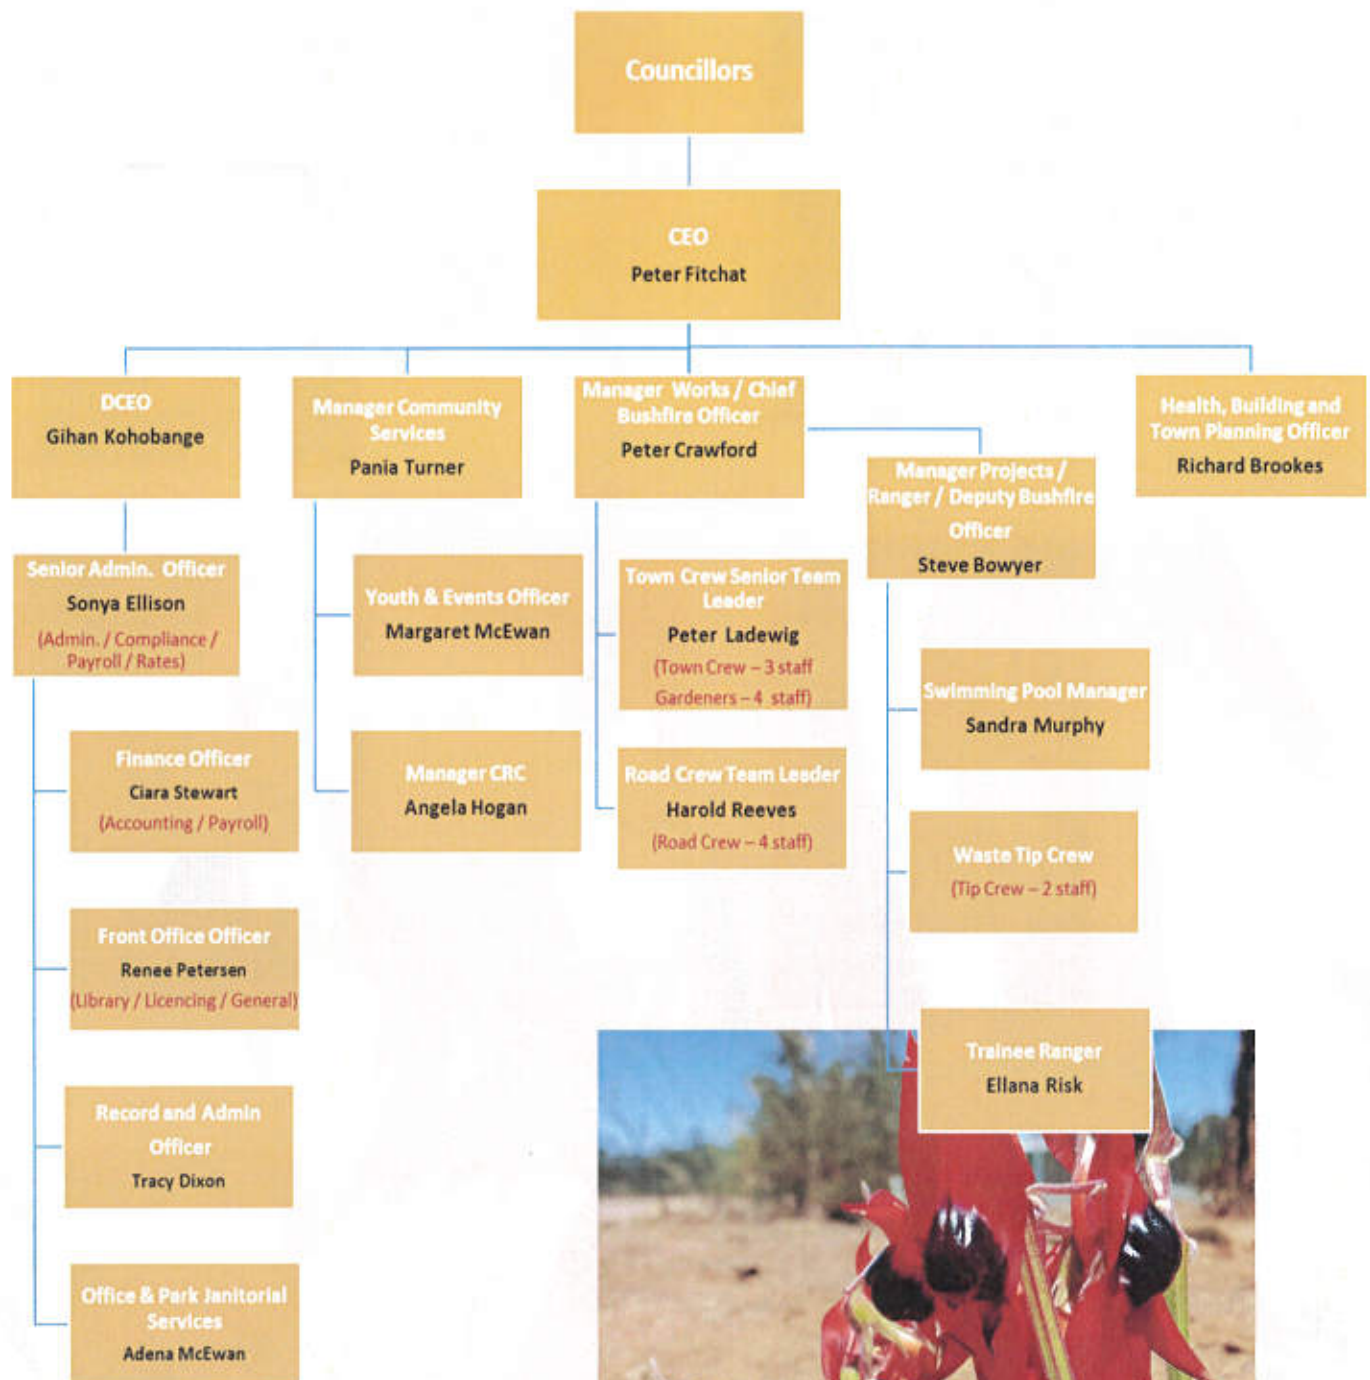 Councillors
CEO
Peter Fitchat
DCEO
Gihan Kohobange
Manager Community
Services
Pania Turner
Manager Works / Chief
Bushfire Officer
Peter Crawford
Health, Building and
Town Planning Officer
Richard Brookes
Manager Projects /
Ranger / Deputy Bushfire
Officer
Steve Bowyer
Senior Admin. Officer
Sonya Ellison
(Admin. / Compliance /
Payroll / Rates)
Youth & Events Officer
Margaret McEwan
Town Crew Senior Team
Leader
Peter Ladewig
(Town Crew – 3 staff
Gardeners – 4 staff)
Swimming Pool Manager
Sandra Murphy
Finance Officer
Ciara Stewart
(Accounting / Payroll)
Manager CRC
Angela Hogan
Road Crew Team Leader
Harold Reeves
(Road Crew – 4 staff)
Waste Tip Crew
(Tip Crew – 2 staff)
Front Office Officer
Renee Petersen
(Library / Licencing / General)
Trainee Ranger
Ellana Risk
Record and Admin
Officer
Tracy Dixon
Office & Park Janitorial
Services
Adena McEwan